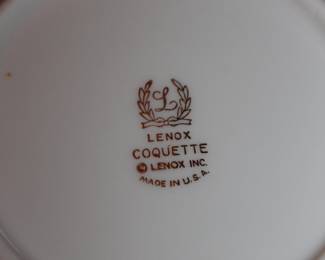 L
LENOX
COQUETTE
© LENOX INC.
MADE IN U.S.A.